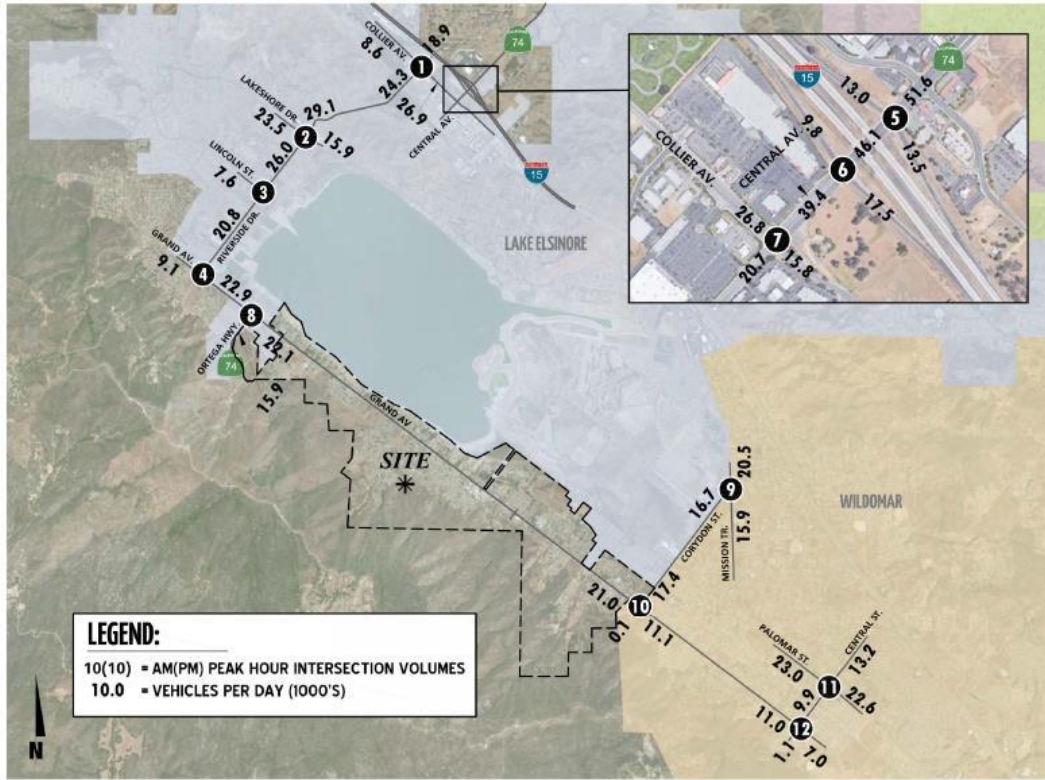 COLLIER AV.
8.6
18.9
74
1
24.3
26.9
CENTRAL AV.
15
LAKESHORE DR.
23.5
29.1
2
15.9
26.0
LINCOLN ST.
7.6
3
20.8
RIVERSIDE DR.
GRAND AV.
9.1
4
22.9
8
ORTEGA HWY.
74
22.1
15.9
GRAND AV
SITE
LAKE ELSINORE
15
74
13.0
51.6
5
9.8
CENTRAL AV.
46.1
13.5
COLLIER AV.
6
39.4
17.5
26.8
7
20.7
15.8
20.5
9
16.7
CORYDON ST.
15.9
MISSION TR.
WILDOMAR
17.4
21.0
10
0.1
11.1
PALOMAR ST.
23.0
CENTRAL ST.
13.2
11
9.9
22.6
11.0
12
1.1
7.0
LEGEND:
10(10) = AM(PM) PEAK HOUR INTERSECTION VOLUMES
10.0 = VEHICLES PER DAY (1000'S)
N